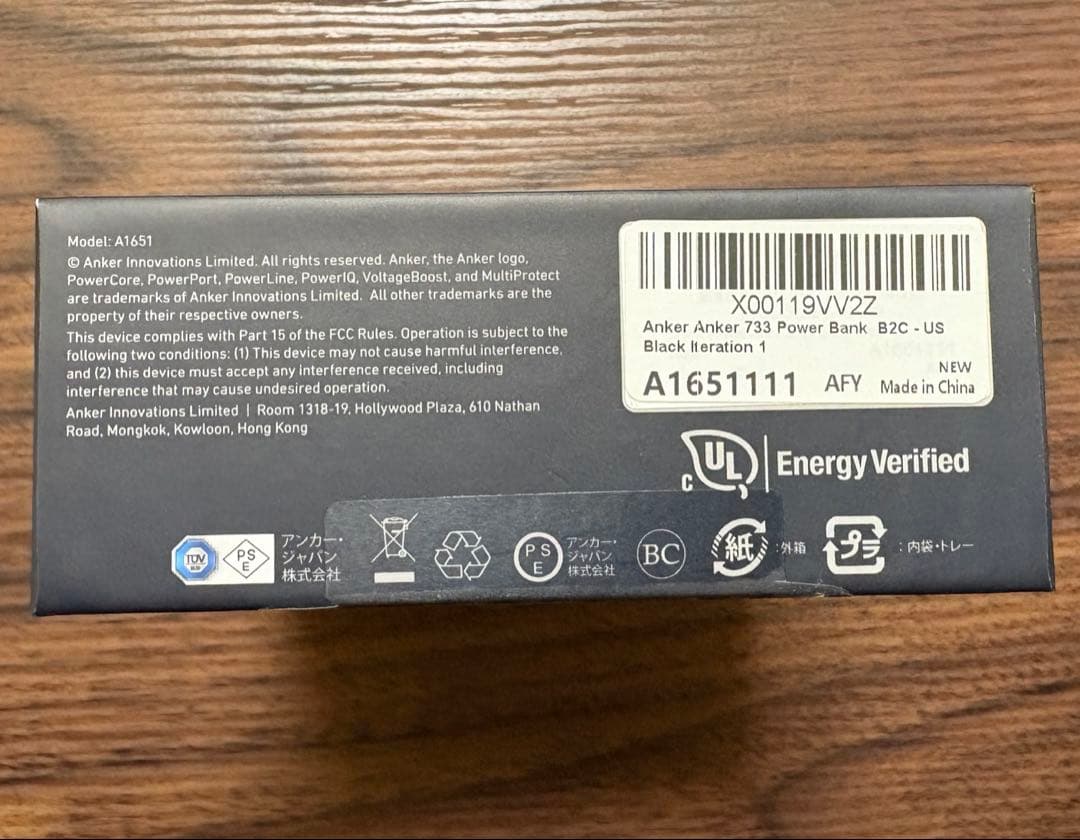 Model: A1651
© Anker Innovations Limited. All rights reserved. Anker, the Anker logo,
PowerCore, PowerPort, PowerLine, PowerIQ, VoltageBoost, and MultiProtect
are trademarks of Anker Innovations Limited. All other trademarks are the
property of their respective owners.
This device complies with Part 15 of the FCC Rules. Operation is subject to the
following two conditions: (1) This device may not cause harmful interference,
and (2) this device must accept any interference received, including
interference that may cause undesired operation.
Anker Innovations Limited | Room 1318-19, Hollywood Plaza, 610 Nathan
Road, Mongkok, Kowloon, Hong Kong
X00119VV2Z
Anker Anker 733 Power Bank B2C - US
Black Iteration 1
NEW
A1651111 AFY Made in China
C UL Energy Verified
TÜV
PS
E
アンカー・
ジャパン
株式会社
PS
E
アンカー・
ジャパン
株式会社
BC
紙 :外箱
プラ :内袋・トレー